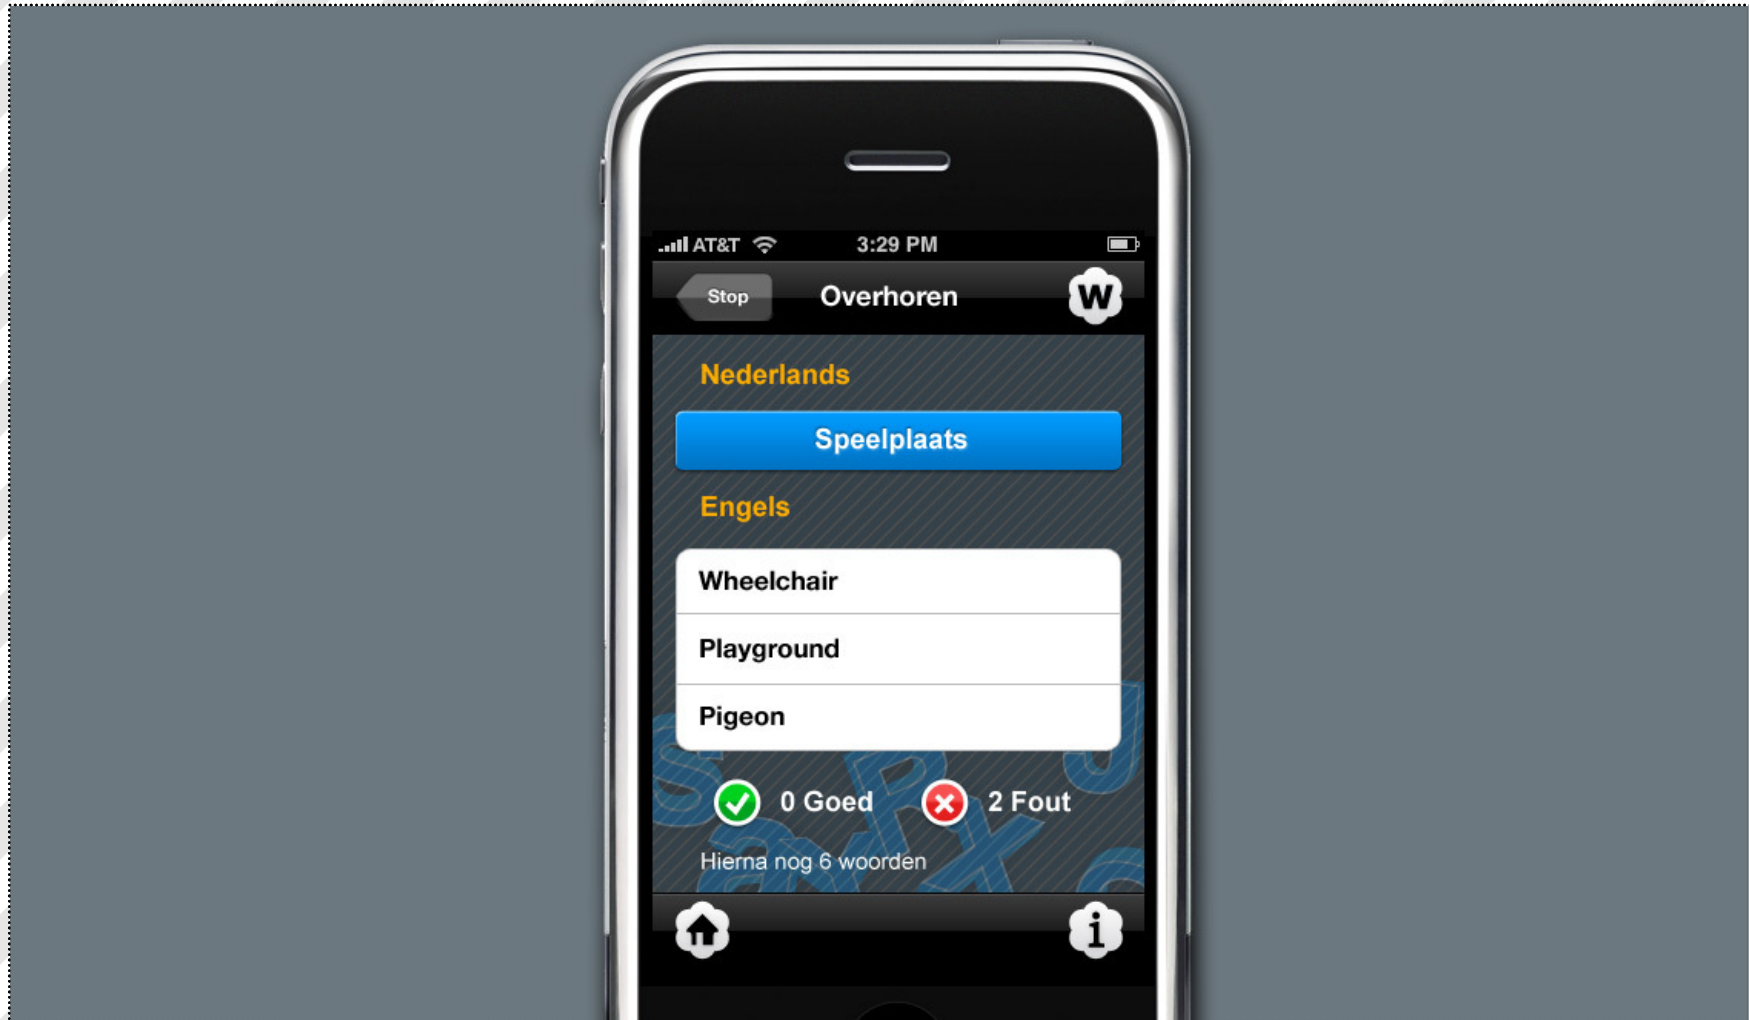 AT&T 3:29 PM
Stop Overhoren W
Nederlands
Speelplaats
Engels
Wheelchair
Playground
Pigeon
0 Goed 2 Fout
Hierna nog 6 woorden
i